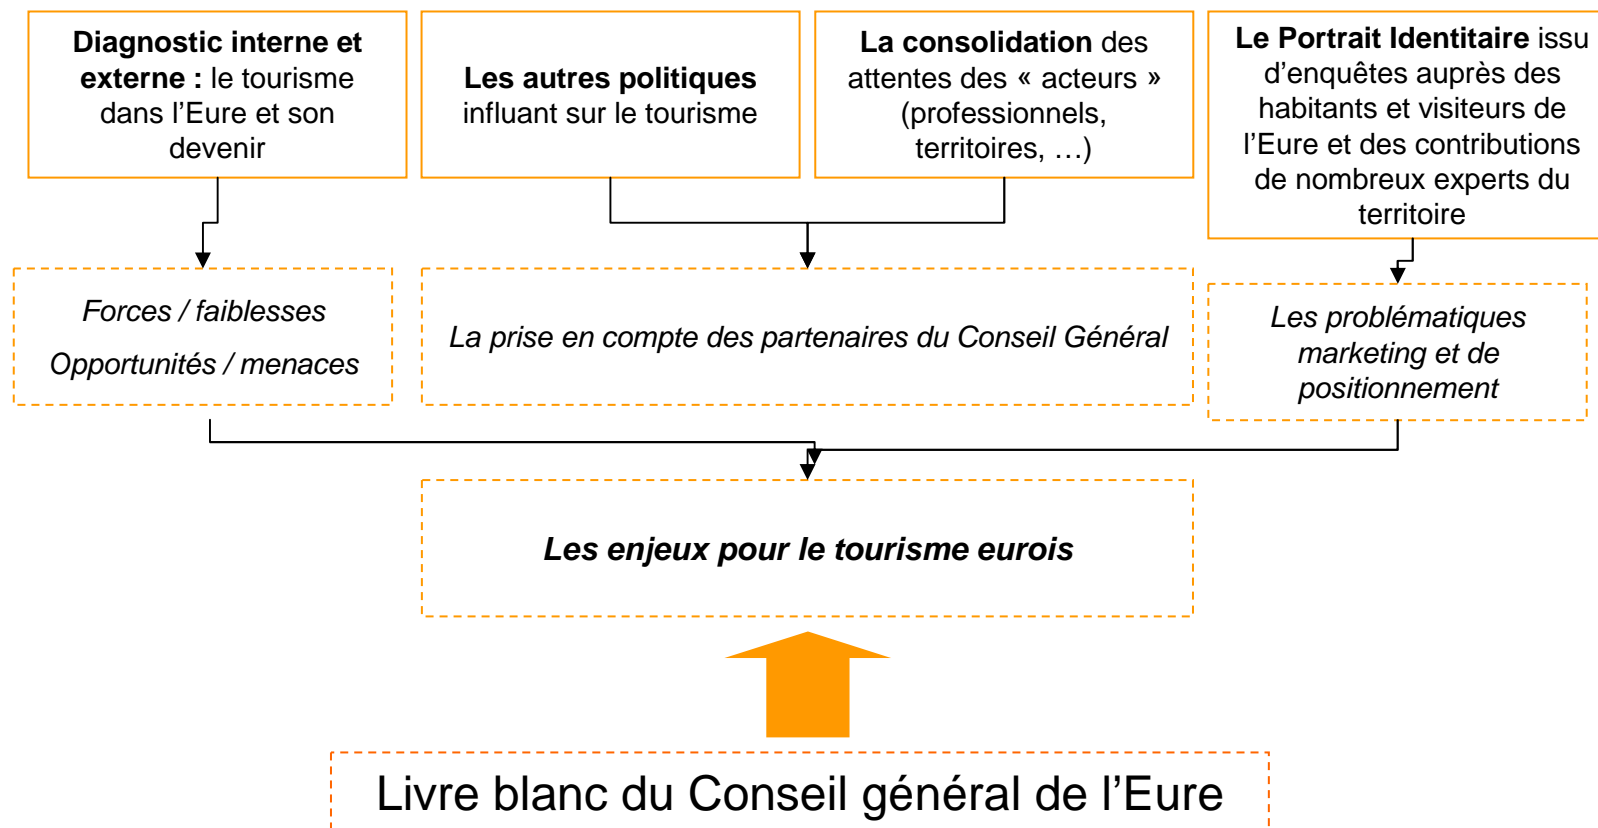 Diagnostic interne et
externe : le tourisme
dans l’Eure et son
devenir
Les autres politiques
influant sur le tourisme
La consolidation des
attentes des « acteurs »
(professionnels,
territoires, …)
Le Portrait Identitaire issu
d’enquêtes auprès des
habitants et visiteurs de
l’Eure et des contributions
de nombreux experts du
territoire
Forces / faiblesses
Opportunités / menaces
La prise en compte des partenaires du Conseil Général
Les problématiques
marketing et de
positionnement
Les enjeux pour le tourisme eurois
Livre blanc du Conseil général de l’Eure